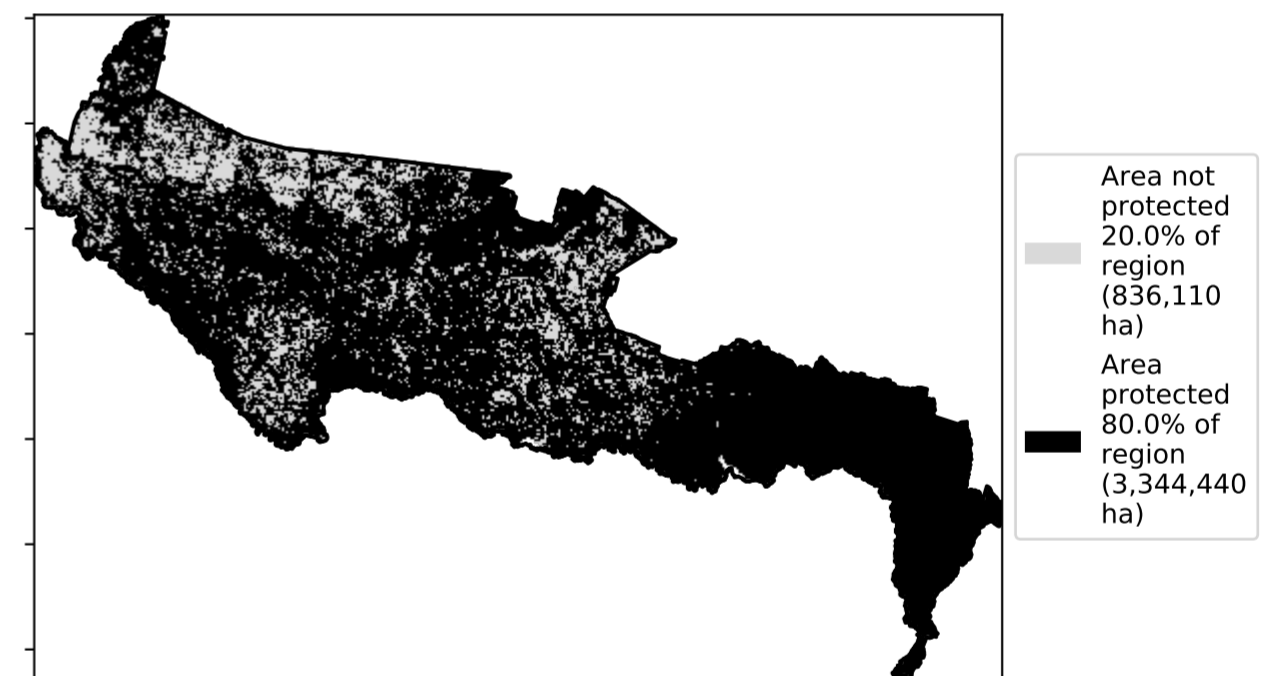 Area not
protected
20.0% of
region
(836,110
ha)
Area
protected
80.0% of
region
(3,344,440
ha)